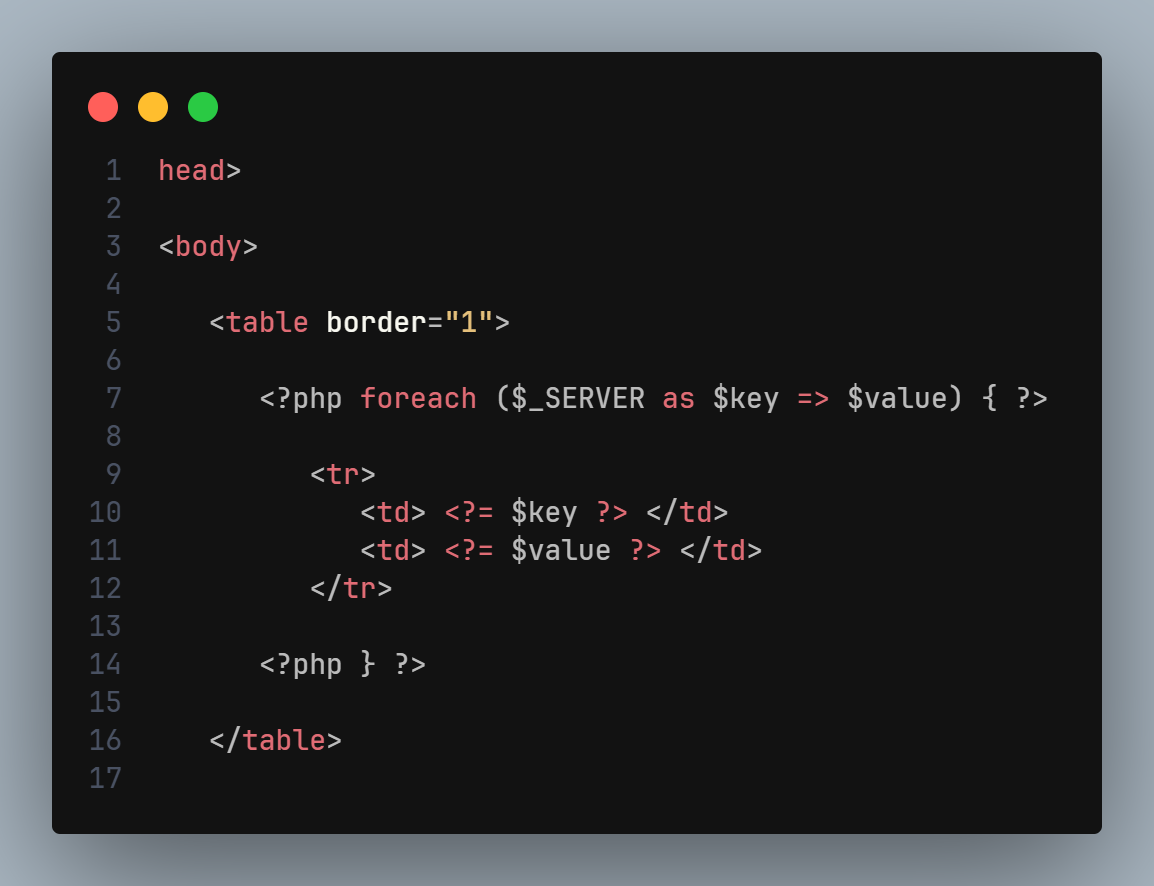 1 head>
2
3 <body>
4
5    <table border="1">
6
7       <?php foreach ($_SERVER as $key => $value) { ?>
8
9          <tr>
10            <td> <?= $key ?> </td>
11            <td> <?= $value ?> </td>
12         </tr>
13
14      <?php } ?>
15
16   </table>
17